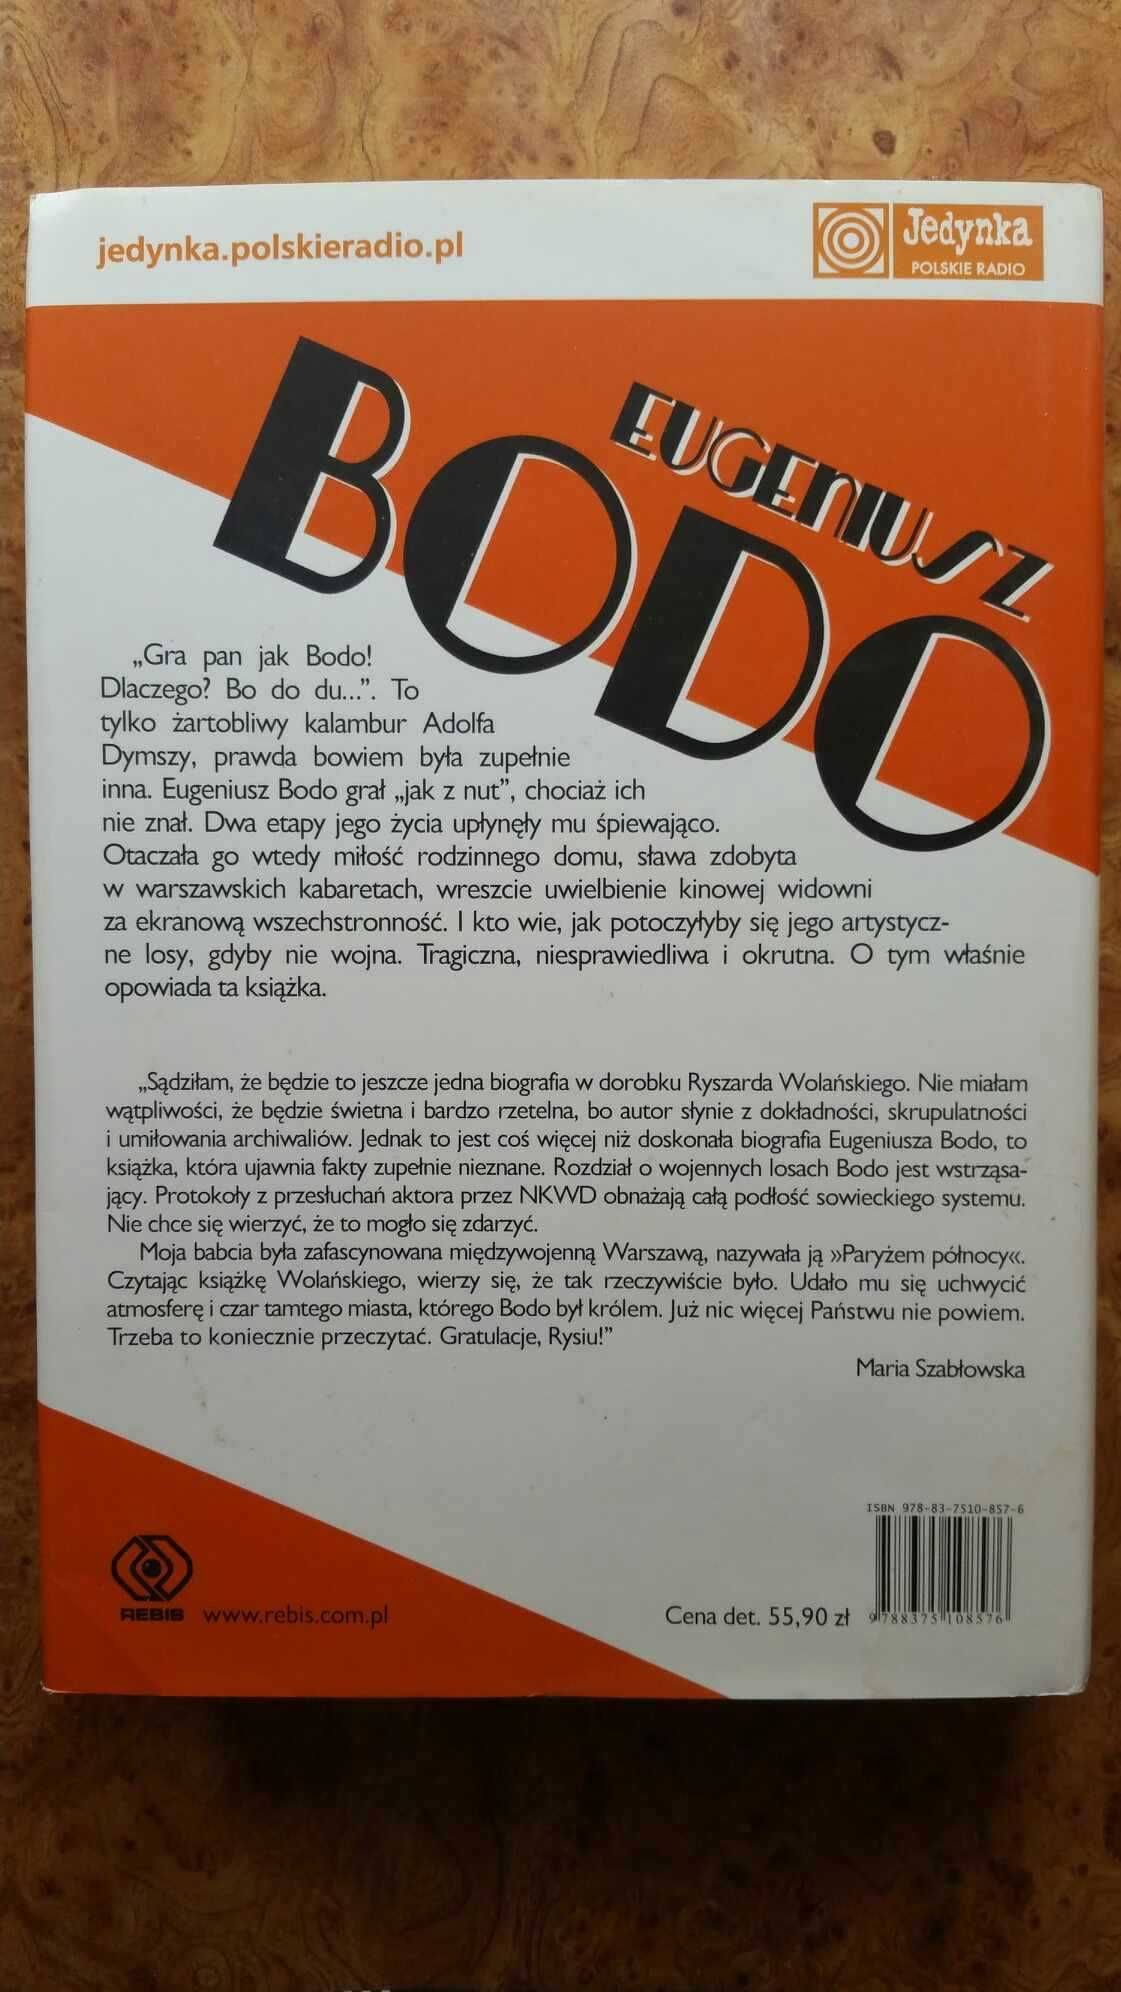 jedynka.polskieradio.pl
Jedynka
POLSKIE RADIO
EUGENIUSZ
BODO
„Gra pan jak Bodo!
Dlaczego? Bo do du...”. To
tylko żartobliwy kalambur Adolfa
Dymszy, prawda bowiem była zupełnie
inna. Eugeniusz Bodo grał „jak z nut”, chociaż ich
nie znał. Dwa etapy jego życia upłynęły mu śpiewająco.
Otaczała go wtedy miłość rodzinnego domu, sława zdobyta
w warszawskich kabaretach, wreszcie uwielbienie kinowej widowni
za ekranową wszechstronność. I kto wie, jak potoczyłyby się jego artystycz-
ne losy, gdyby nie wojna. Tragiczna, niesprawiedliwa i okrutna. O tym właśnie
opowiada ta książka.
„Sądziłam, że będzie to jeszcze jedna biografia w dorobku Ryszarda Wolańskiego. Nie miałam
wątpliwości, że będzie świetna i bardzo rzetelna, bo autor słynie z dokładności, skrupulatności
i umiłowania archiwaliów. Jednak to jest coś więcej niż doskonała biografia Eugeniusza Bodo, to
książka, która ujawnia fakty zupełnie nieznane. Rozdział o wojennych losach Bodo jest wstrząsa-
jący. Protokoły z przesłuchań aktora przez NKWD obnażają całą podłość sowieckiego systemu.
Nie chce się wierzyć, że to mogło się zdarzyć.
Moja babcia była zafascynowana międzywojenną Warszawą, nazywała ją »Paryżem północy«.
Czytając książkę Wolańskiego, wierzy się, że tak rzeczywiście było. Udało mu się uchwycić
atmosferę i czar tamtego miasta, którego Bodo był królem. Już nic więcej Państwu nie powiem.
Trzeba to koniecznie przeczytać. Gratulacje, Rysiu!”
Maria Szabłowska
ISBN 978-83-7510-857-6
REBIS
www.rebis.com.pl
Cena det. 55,90 zł
9 788375 108576